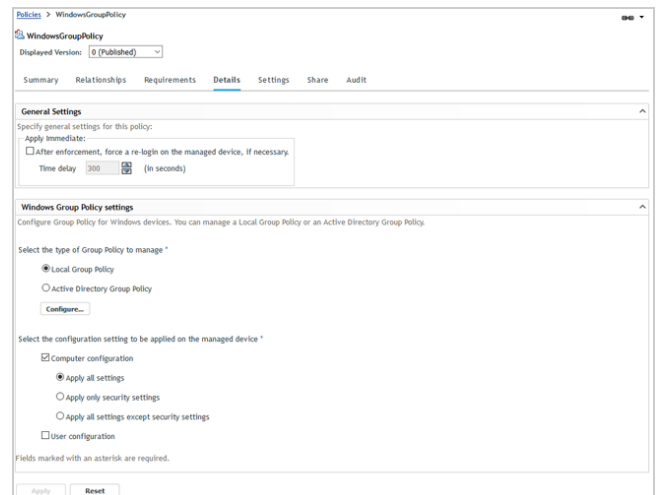 Policies > WindowsGroupPolicy
WindowsGroupPolicy
Displayed Version: 0 (Published)
Summary Relationships Requirements Details Settings Share Audit
General Settings
Specify general settings for this policy:
Apply Immediate:
After enforcement, force a re-login on the managed device, if necessary.
Time delay 300 (in seconds)
Windows Group Policy settings
Configure Group Policy for Windows devices. You can manage a Local Group Policy or an Active Directory Group Policy.
Select the type of Group Policy to manage *
Local Group Policy
Active Directory Group Policy
Configure...
Select the configuration setting to be applied on the managed device *
Computer configuration
Apply all settings
Apply only security settings
Apply all settings except security settings
User configuration
Fields marked with an asterisk are required.
Apply Reset